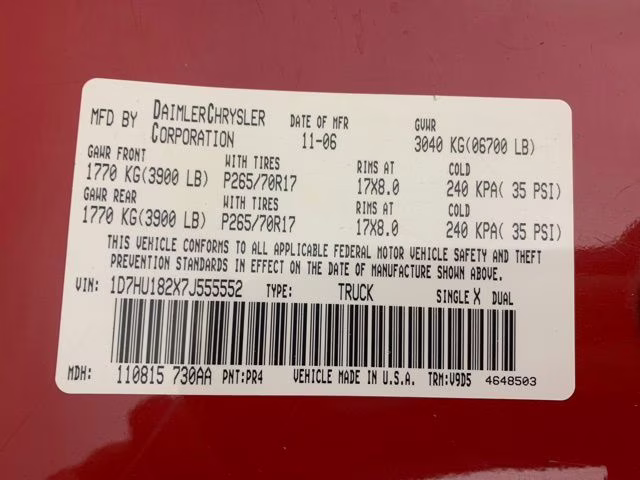 MFD BY DAIMLERCHRYSLER CORPORATION DATE OF MFR 11-06 GVWR 3040 KG(06700 LB)
GAWR FRONT WITH TIRES RIMS AT COLD
1770 KG(3900 LB) P265/70R17 17X8.0 240 KPA( 35 PSI)
GAWR REAR WITH TIRES RIMS AT COLD
1770 KG(3900 LB) P265/70R17 17X8.0 240 KPA( 35 PSI)
THIS VEHICLE CONFORMS TO ALL APPLICABLE FEDERAL MOTOR VEHICLE SAFETY AND THEFT
PREVENTION STANDARDS IN EFFECT ON THE DATE OF MANUFACTURE SHOWN ABOVE.
VIN: 1D7HU182X7J555552 TYPE: TRUCK SINGLE X DUAL
MDH: 110815 730AA PNT:PR4 VEHICLE MADE IN U.S.A. TRM:V9D5 4648503